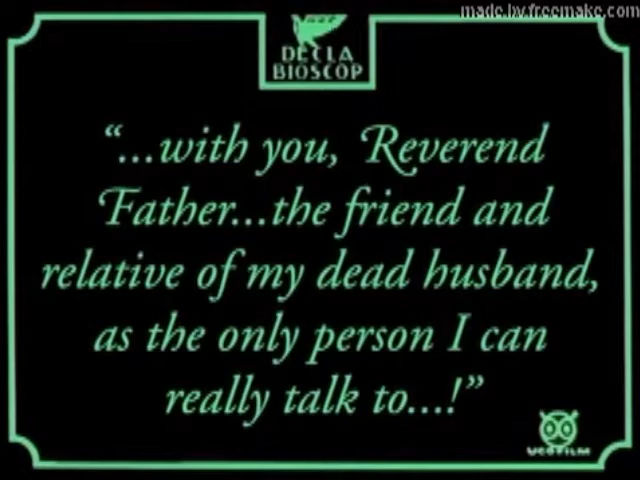 made.by.freemake.com
DECLA
BIOSCOP
“...with you, Reverend
Father...the friend and
relative of my dead husband,
as the only person I can
really talk to...!”